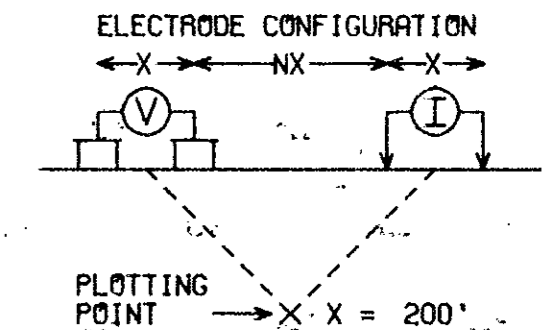 ELECTRODE CONFIGURATION
X NX X
V I
PLOTTING
POINT X X = 200'